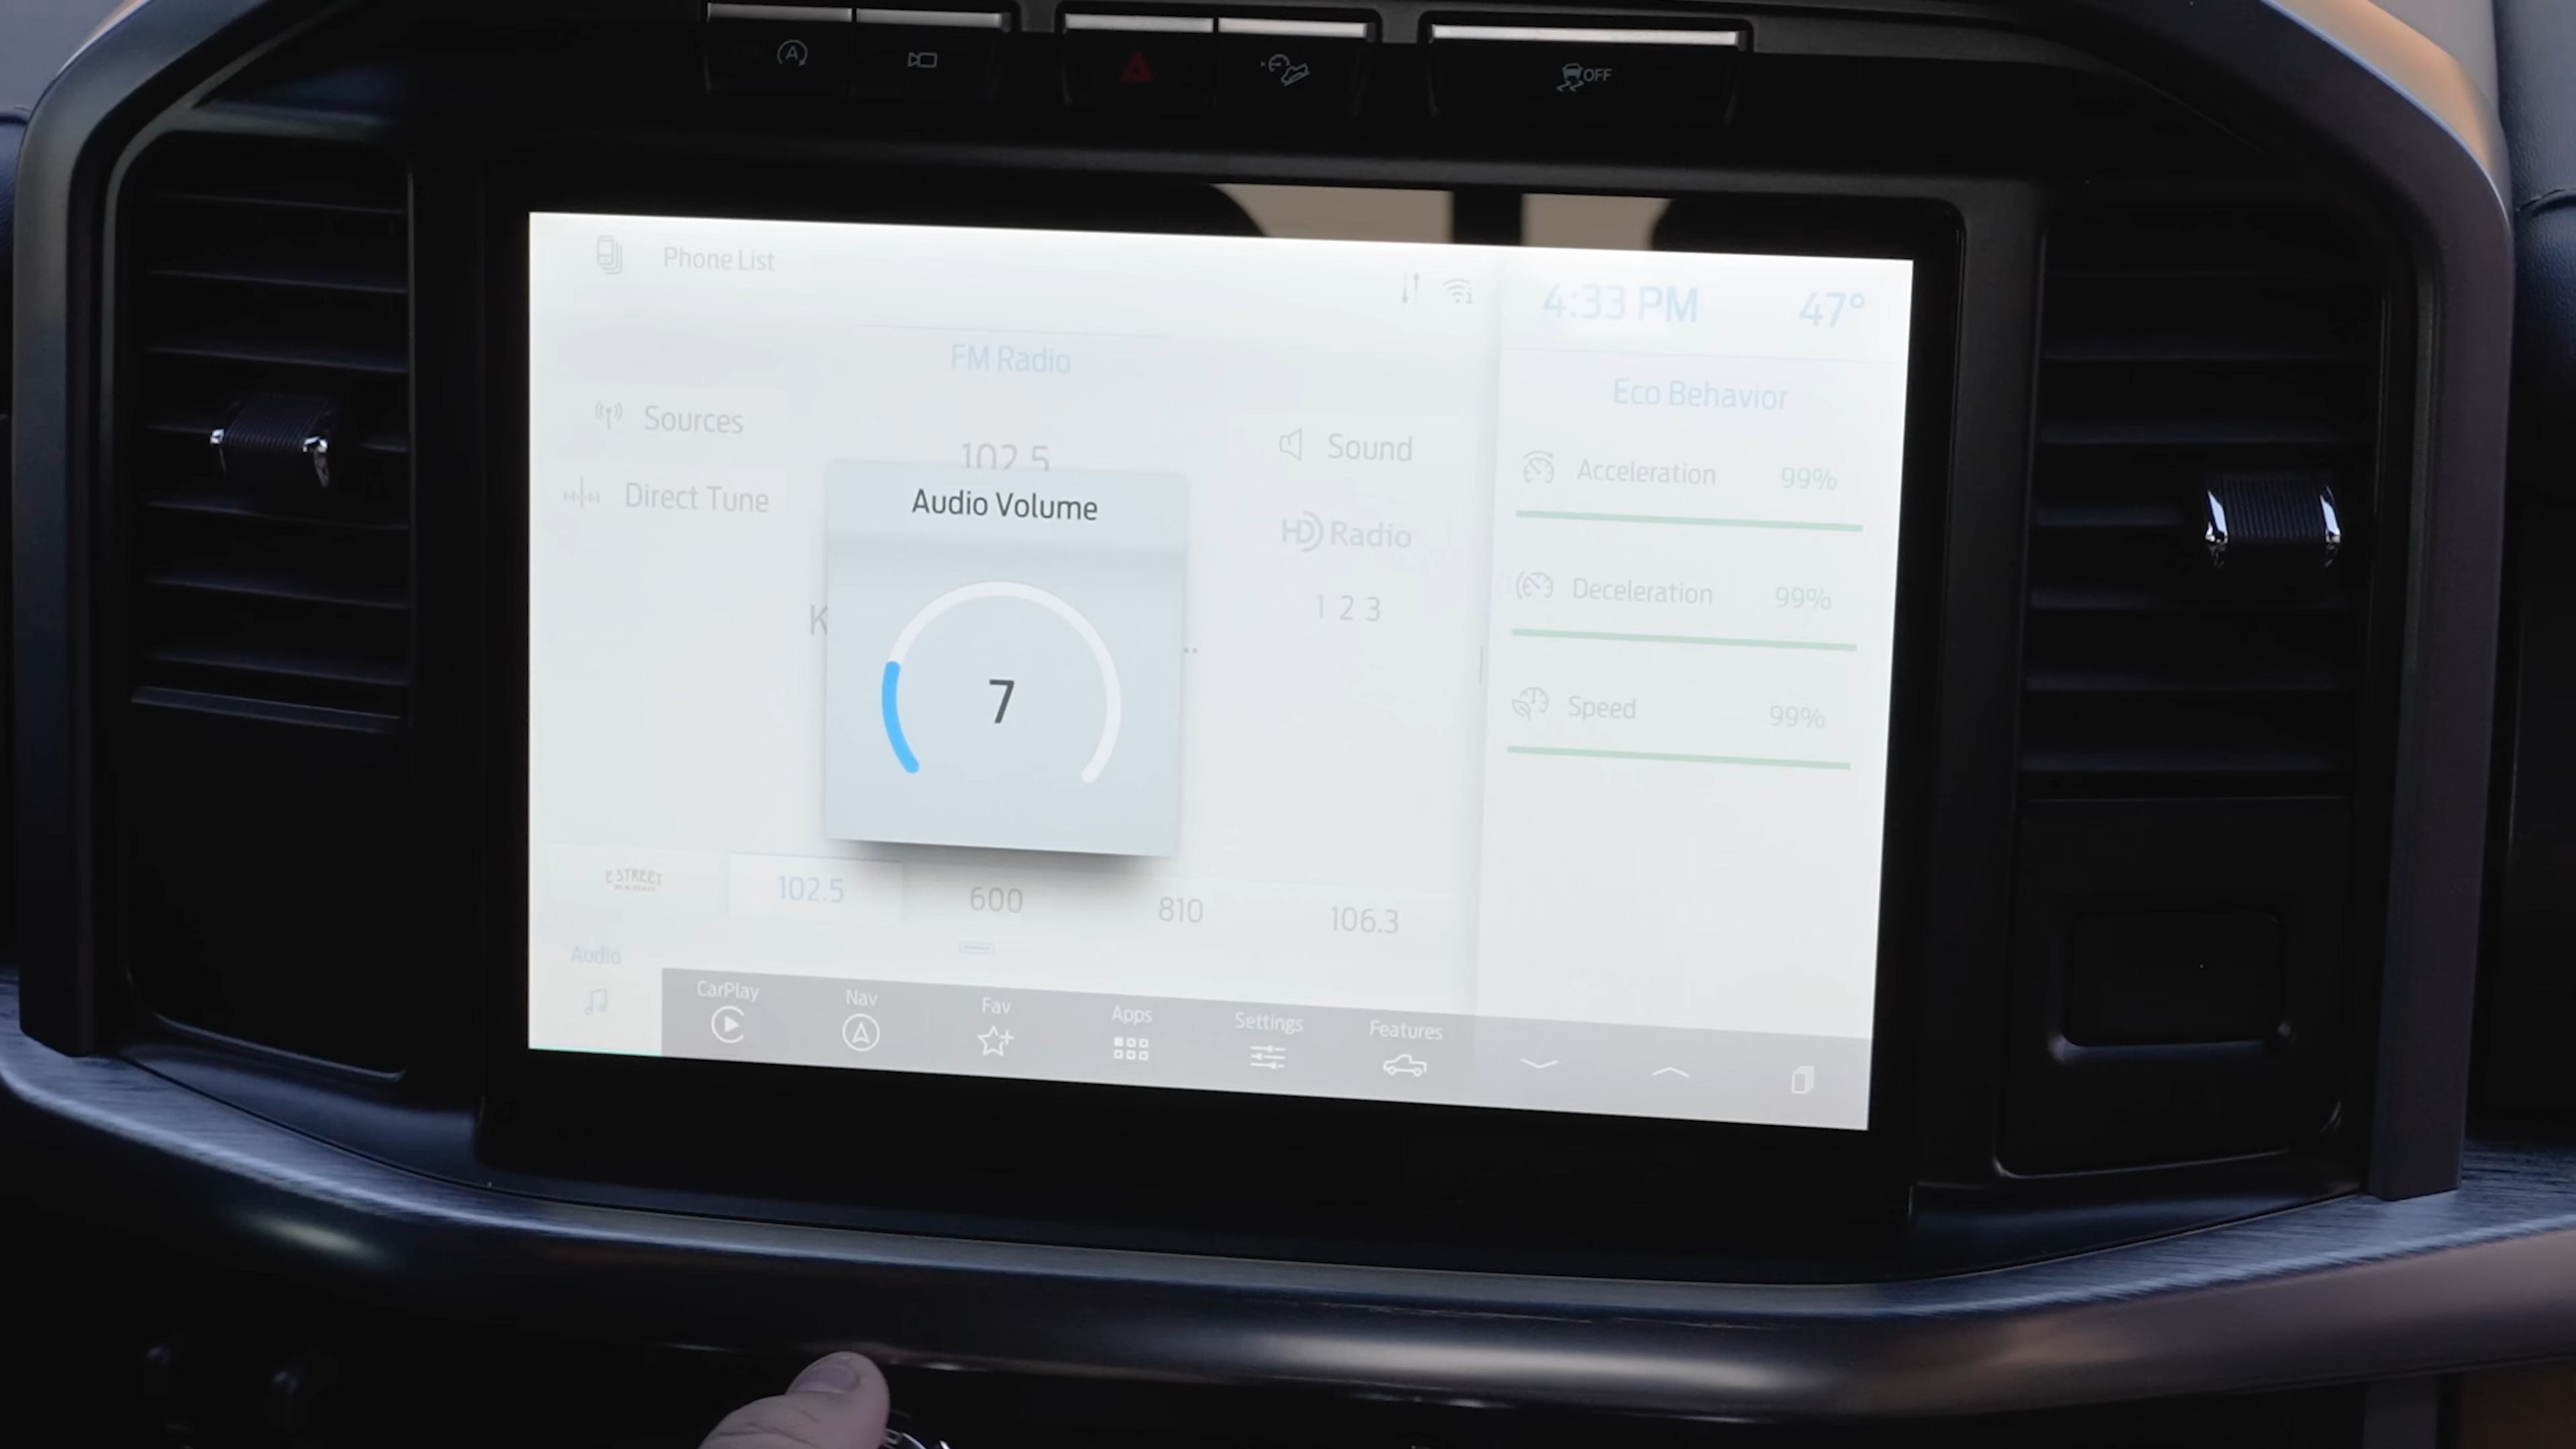 A
OFF
Phone List
4:33 PM 47°
FM Radio
Eco Behavior
Sources
102.5
Sound
Acceleration 99%
Direct Tune
Audio Volume
HD Radio
Deceleration 99%
K
1 2 3
7
..
Speed 99%
E STREET
RADIO
102.5
600
810
106.3
Audio
CarPlay
Nav
Fav
Apps
Settings
Features